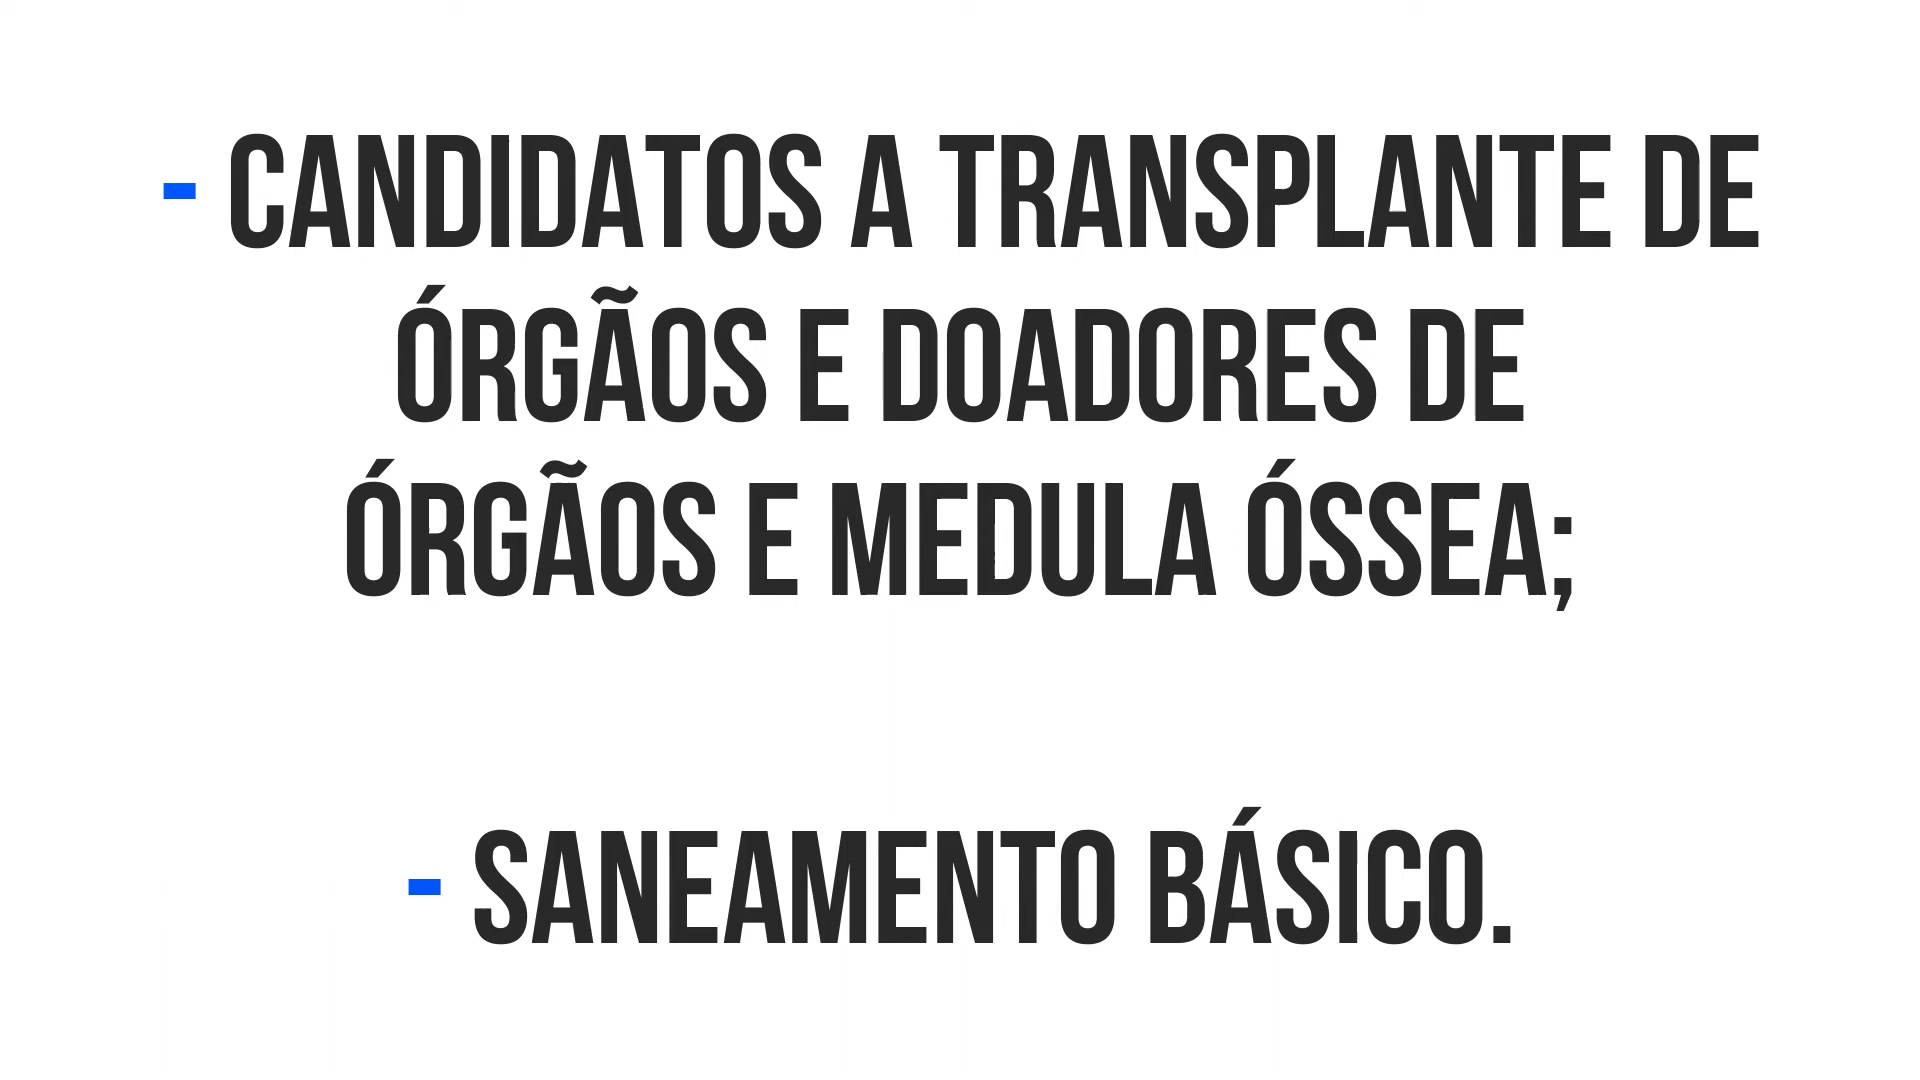 - CANDIDATOS A TRANSPLANTE DE
ÓRGÃOS E DOADORES DE
ÓRGÃOS E MEDULA ÓSSEA;
- SANEAMENTO BÁSICO.